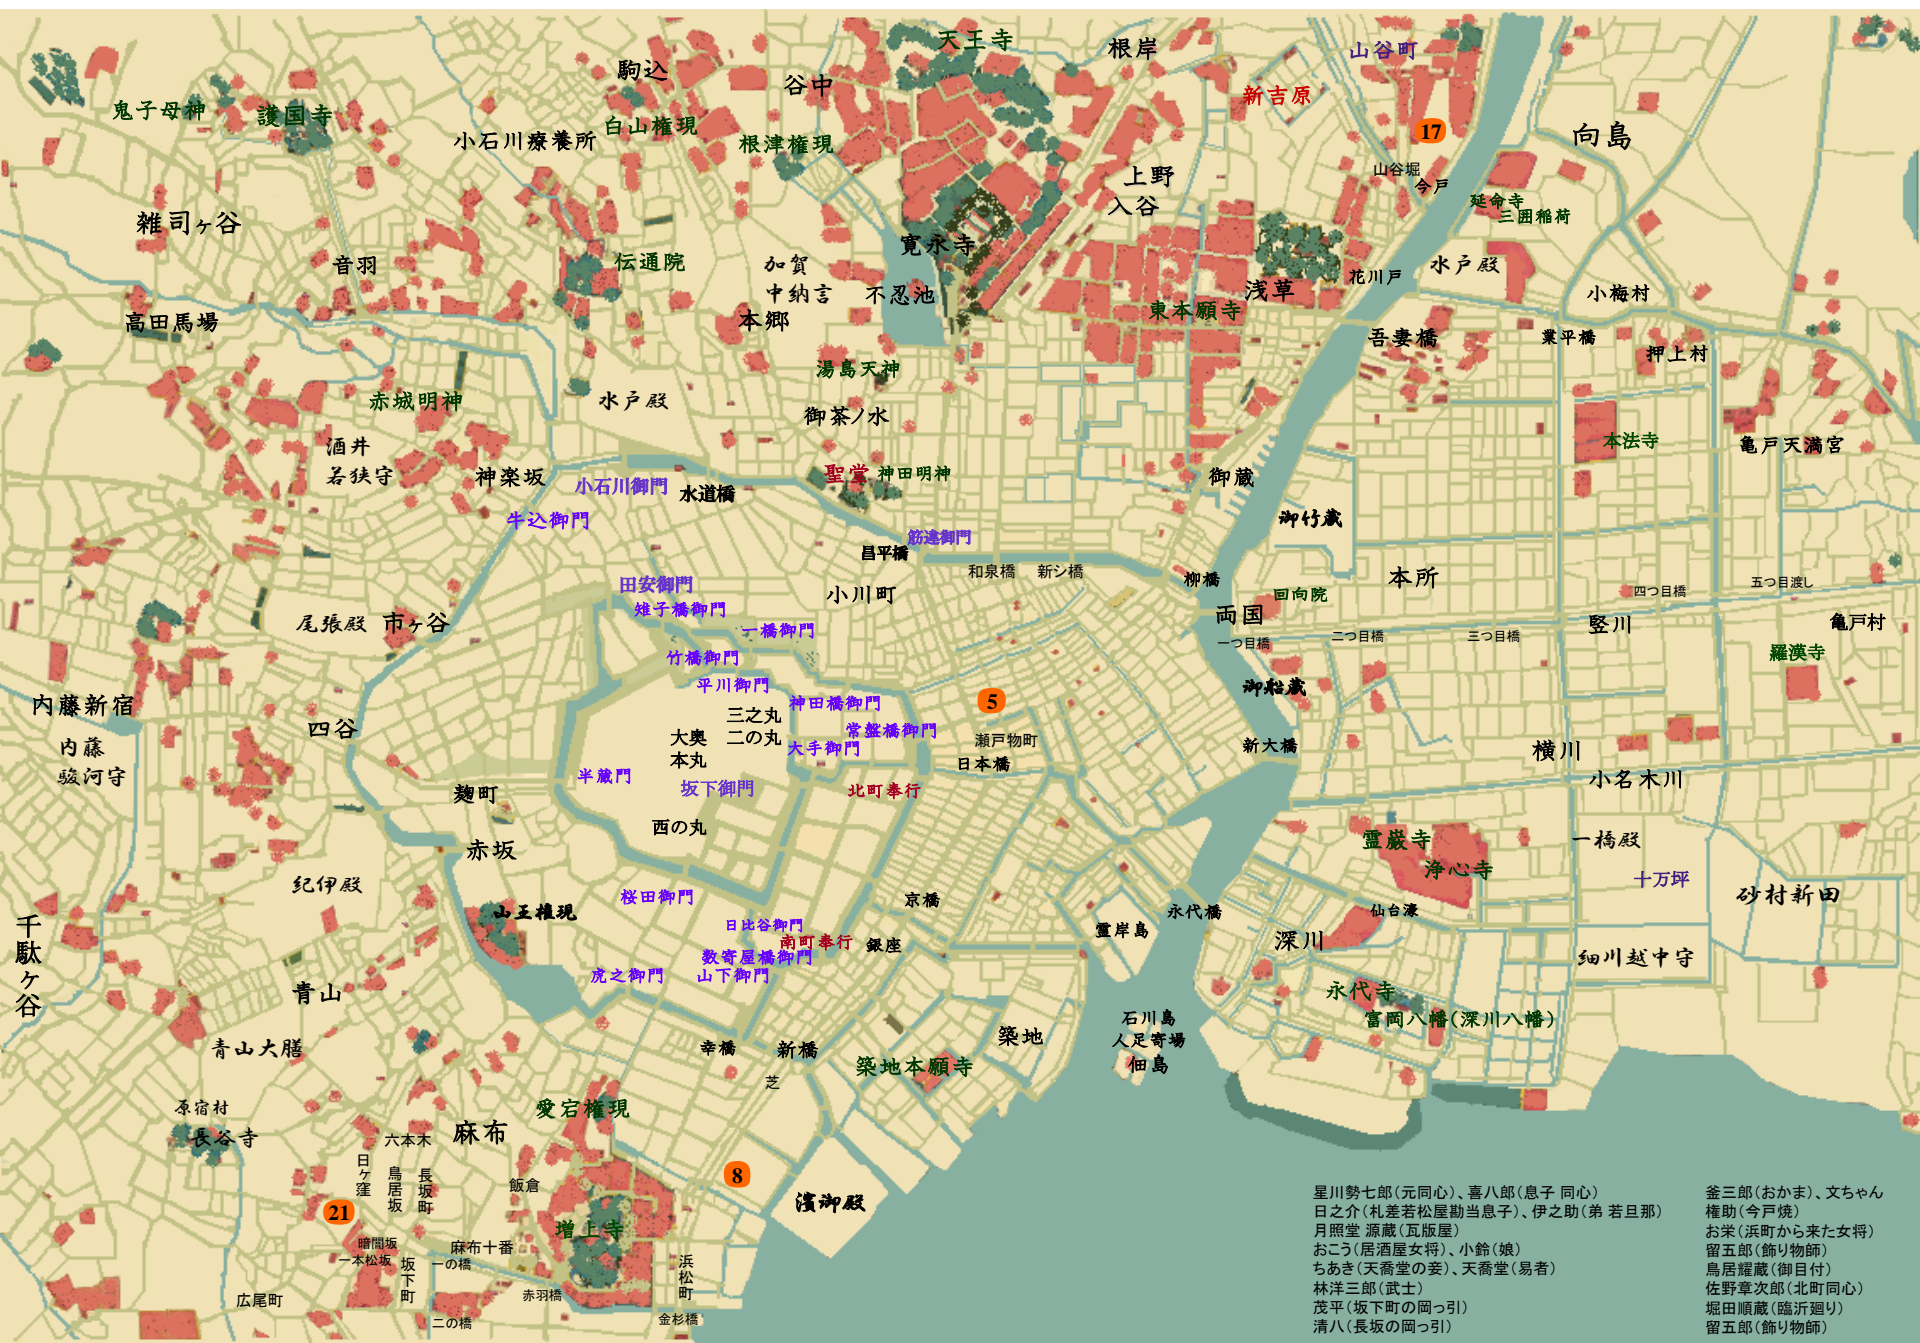 天王寺
根岸
山谷町
駒込
谷中
新吉原
鬼子母神
護国寺
小石川療養所
白山権現
根津権現
17
向島
山谷堀
今戸
上野
入谷
延命寺
三囲稲荷
雑司ヶ谷
音羽
伝通院
加賀
中納言
寛永寺
不忍池
浅草
花川戸
水戸殿
小梅村
高田馬場
本郷
東本願寺
吾妻橋
業平橋
押上村
湯島天神
赤城明神
水戸殿
御茶ノ水
酒井
若狭守
本法寺
亀戸天満宮
神楽坂
小石川御門
水道橋
聖堂
神田明神
御蔵
牛込御門
御竹蔵
筋違御門
昌平橋
和泉橋
新シ橋
柳橋
本所
田安御門
雉子橋御門
小川町
回向院
四つ目橋
五つ目渡し
尾張殿
市ヶ谷
一橋御門
両国
一つ目橋
二つ目橋
三つ目橋
竪川
亀戸村
竹橋御門
羅漢寺
平川御門
御船蔵
内藤新宿
四谷
神田橋御門
5
三之丸
二の丸
常盤橋御門
大奥
本丸
大手御門
瀬戸物町
日本橋
新大橋
横川
内藤
駿河守
半蔵門
坂下御門
北町奉行
小名木川
麹町
西の丸
赤坂
霊巌寺
浄心寺
一橋殿
十万坪
紀伊殿
桜田御門
京橋
永代橋
仙台濠
砂村新田
千駄ヶ谷
山王権現
日比谷御門
南町奉行
銀座
霊岸島
深川
数寄屋橋御門
細川越中守
虎之御門
山下御門
青山
永代寺
富岡八幡(深川八幡)
石川島
人足寄場
佃島
青山大膳
幸橋
新橋
築地
築地本願寺
芝
原宿村
長谷寺
愛宕権現
麻布
六本木
日ヶ窪
鳥居坂
長坂町
飯倉
8
濱御殿
21
増上寺
暗闇坂
一本松坂
坂下町
麻布十番
一の橋
浜松町
広尾町
赤羽橋
二の橋
金杉橋
星川勢七郎(元同心)、喜八郎(息子 同心)
日之介(札差若松屋勘当息子)、伊之助(弟 若旦那)
月照堂 源蔵(瓦版屋)
おこう(居酒屋女将)、小鈴(娘)
ちあき(天喬堂の妾)、天喬堂(易者)
林洋三郎(武士)
茂平(坂下町の岡っ引)
清八(長坂の岡っ引)
釜三郎(おかま)、文ちゃん
権助(今戸焼)
お栄(浜町から来た女将)
留五郎(飾り物師)
鳥居耀蔵(御目付)
佐野章次郎(北町同心)
堀田順蔵(臨沂廻り)
留五郎(飾り物師)